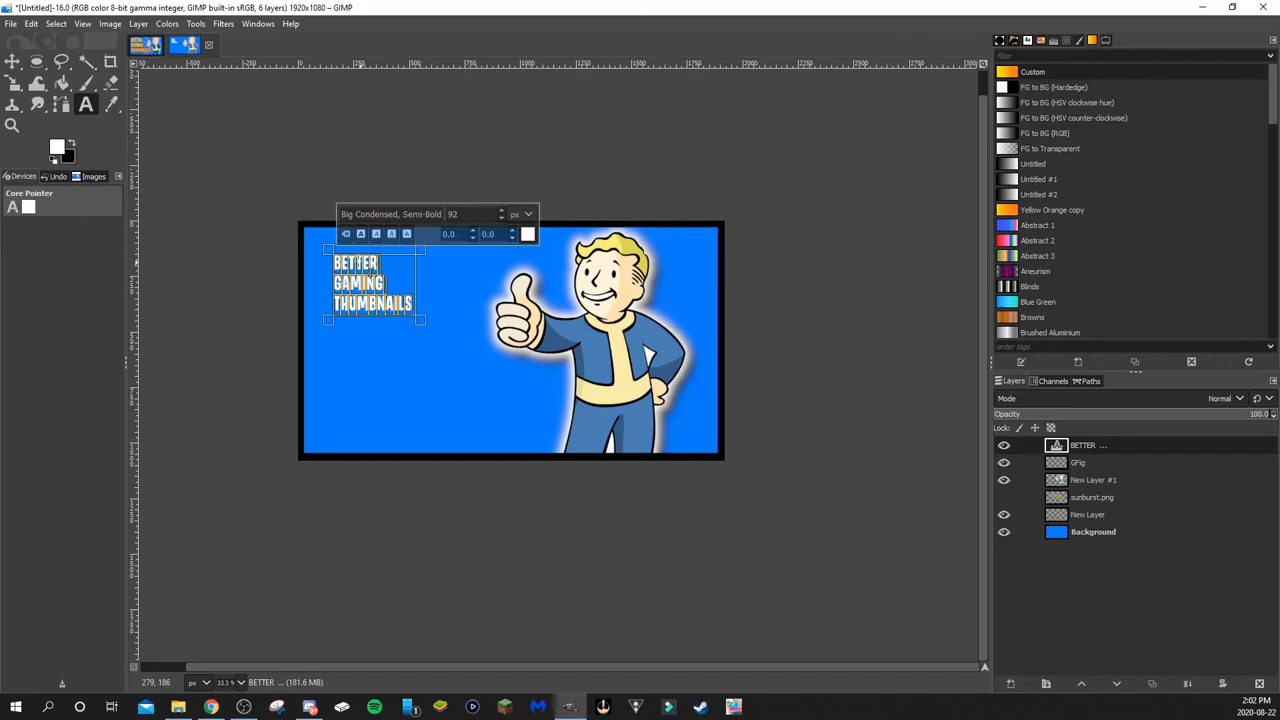 *[Untitled]-16.0 (RGB color 8-bit gamma integer, GIMP built-in sRGB, 6 layers) 1920x1080 – GIMP
File Edit Select View Image Layer Colors Tools Filters Windows Help
Devices Undo Images
Core Pointer
Big Condensed, Semi-Bold 92 px
0.0 0.0
BETTER
GAMING
THUMBNAILS
filter
Custom
FG to BG (Hardedge)
FG to BG (HSV clockwise hue)
FG to BG (HSV counter-clockwise)
FG to BG (RGB)
FG to Transparent
Untitled
Untitled #1
Untitled #2
Yellow Orange copy
Abstract 1
Abstract 2
Abstract 3
Aneurism
Blinds
Blue Green
Browns
Brushed Aluminium
enter tags
Layers Channels Paths
Mode Normal
Opacity 100.0
Lock:
BETTER ...
GFig
New Layer #1
sunburst.png
New Layer
Background
279, 186 px 33.3 % BETTER ... (181.6 MB)
2:02 PM
2020-08-22